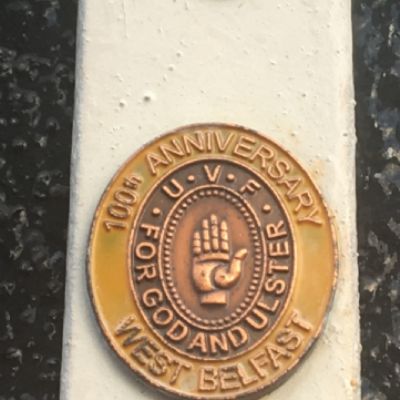 100th ANNIVERSARY
U.V.F.
FOR GOD AND ULSTER
WEST BELFAST